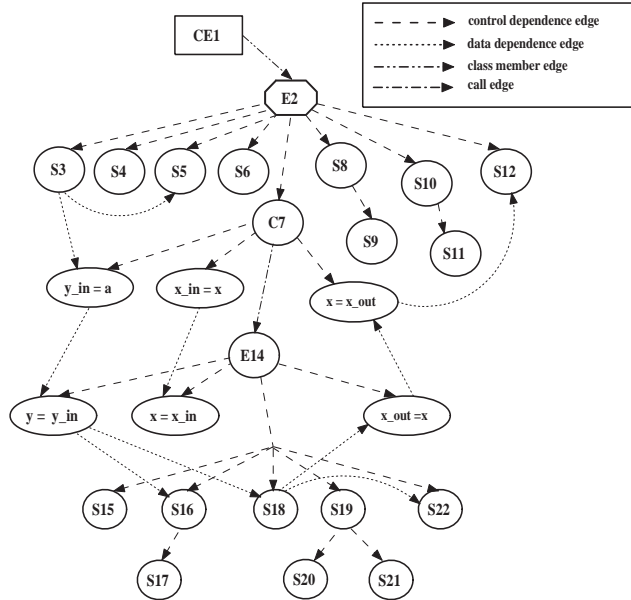 CE1
control dependence edge
data dependence edge
class member edge
call edge
E2
S3 S4 S5 S6 S8 S10 S12
C7 S9 S11
y_in = a x_in = x x = x_out
E14
y = y_in x = x_in x_out =x
S15 S16 S18 S19 S22
S17 S20 S21